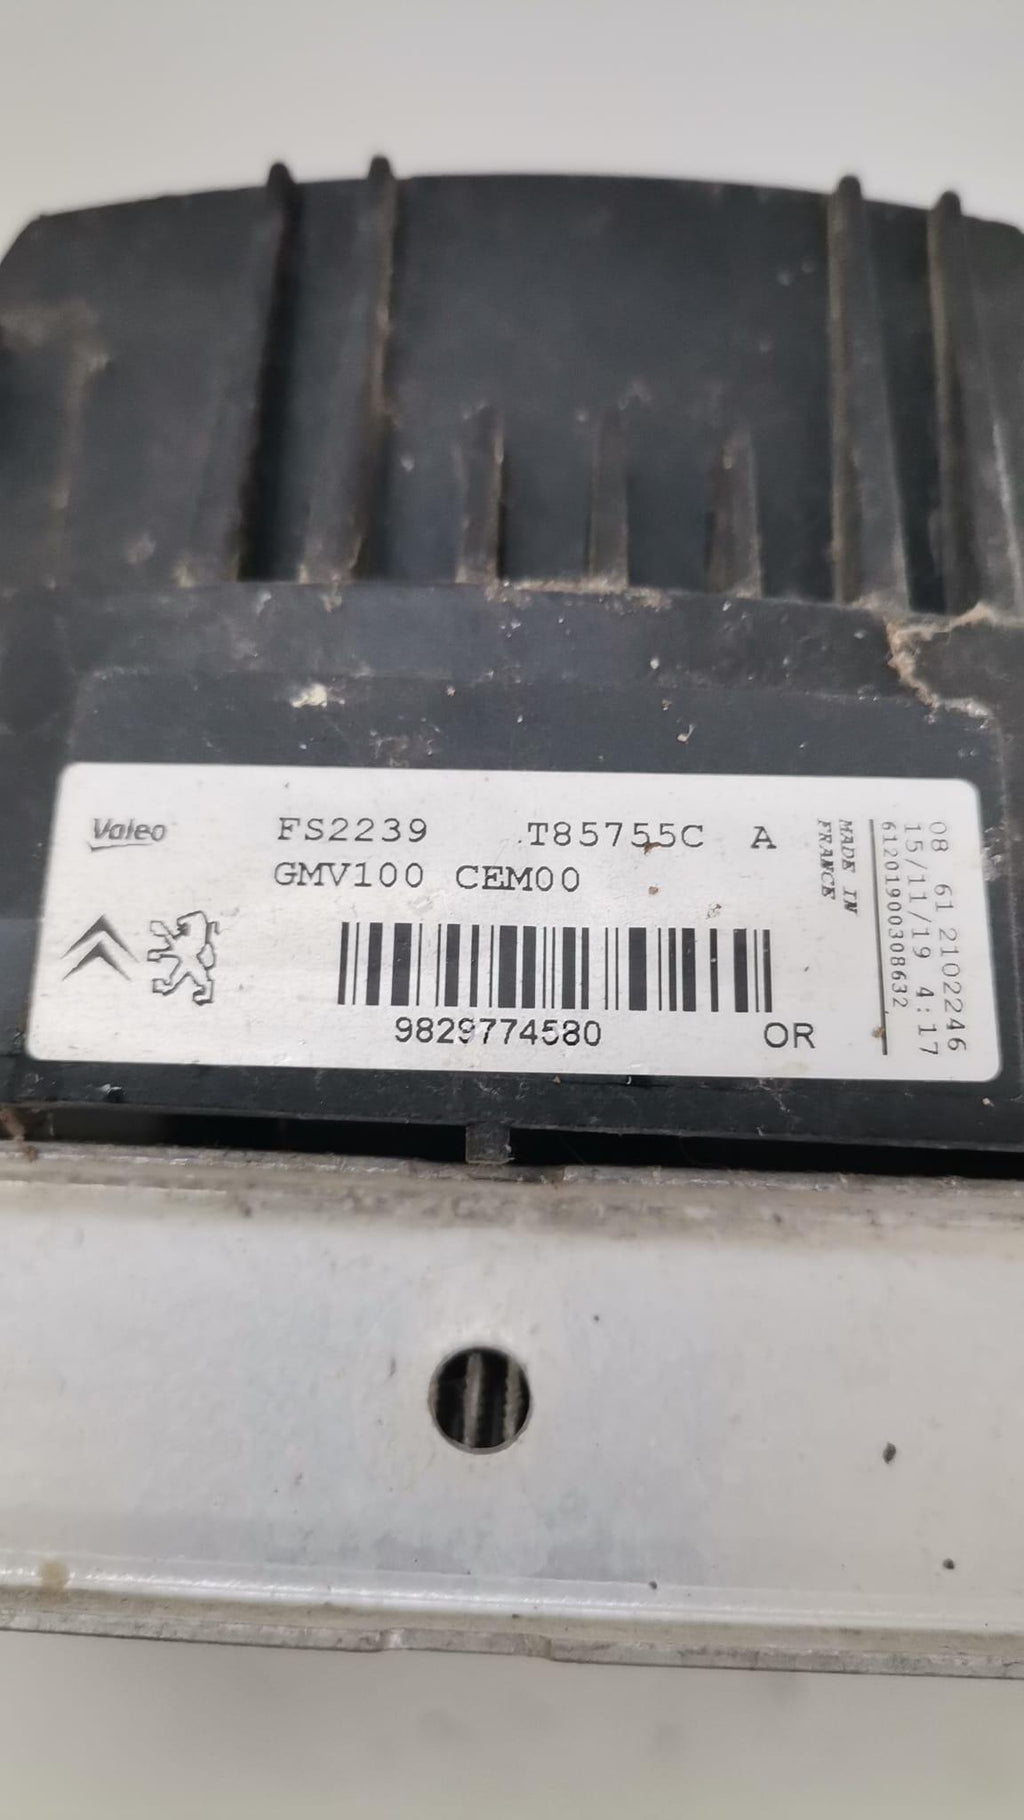 Valeo
FS2239 T85755C A
GMV100 CEM00
9829774580 OR
MADE IN
FRANCE
08 61 2102246
15/11/19 4:17
61201900308632